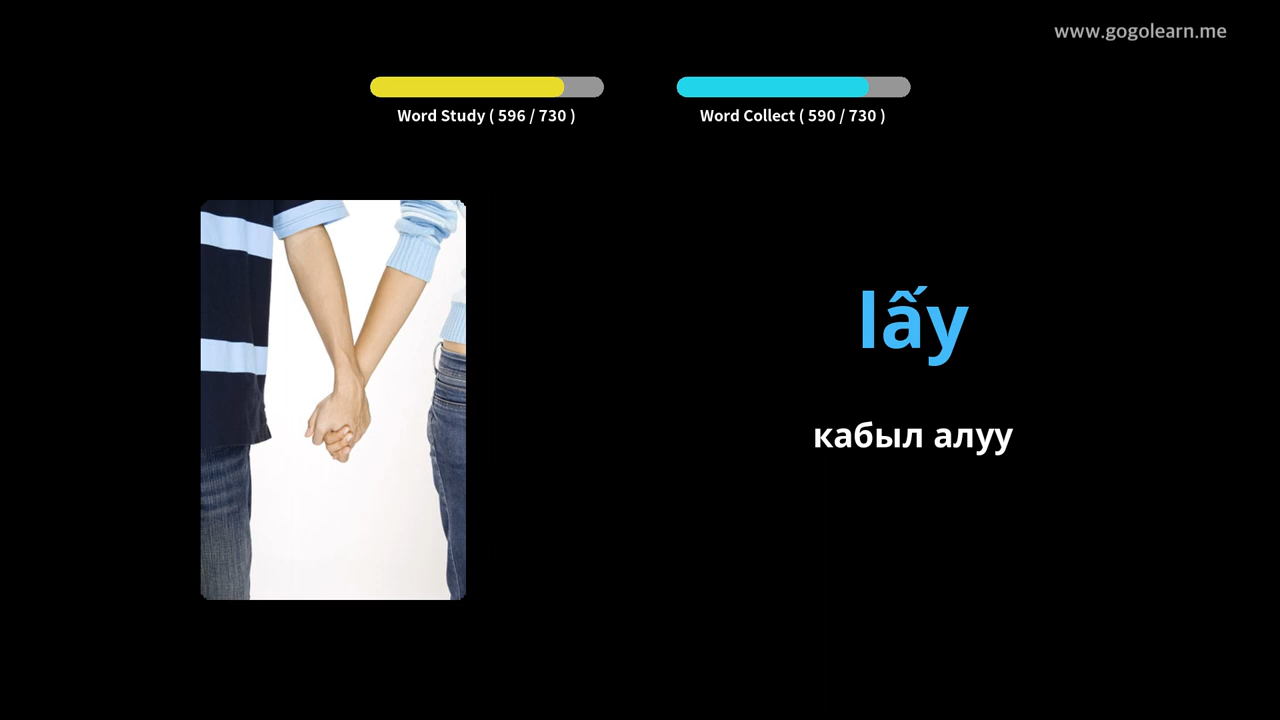 www.gogolearn.me
Word Study ( 596 / 730 )
Word Collect ( 590 / 730 )
lấy
кабыл алуу